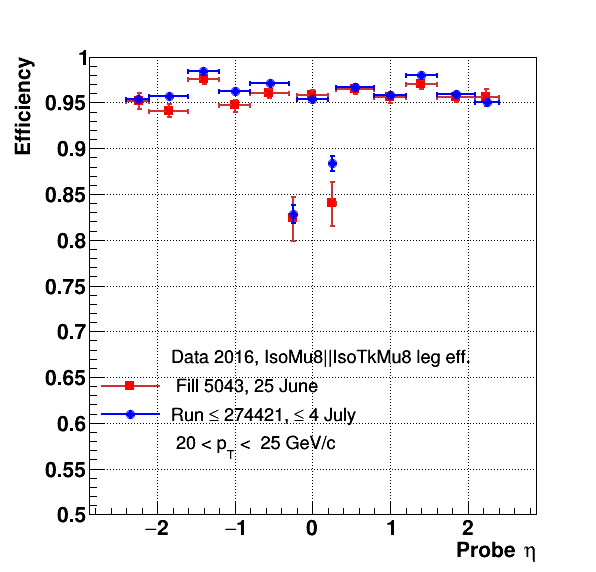 Efficiency
1
0.95
0.9
0.85
0.8
0.75
0.7
0.65
0.6
0.55
0.5
Data 2016, IsoMu8||IsoTkMu8 leg eff.
Fill 5043, 25 June
Run ≤ 274421, ≤ 4 July
20 < p_T < 25 GeV/c
−2 −1 0 1 2
Probe η